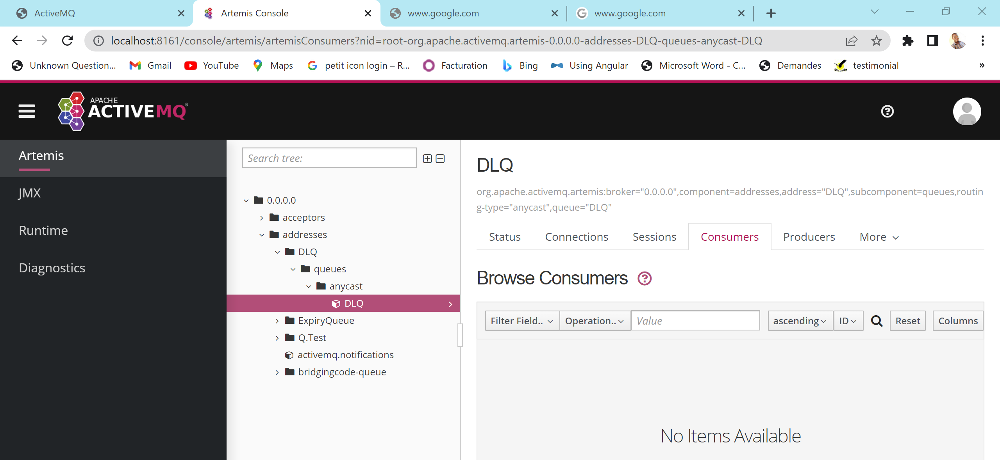 ActiveMQ
Artemis Console
www.google.com
www.google.com
localhost:8161/console/artemis/artemisConsumers?nid=root-org.apache.activemq.artemis-0.0.0.0-addresses-DLQ-queues-anycast-DLQ
Unknown Question...
Gmail
YouTube
Maps
petit icon login – R...
Facturation
Bing
Using Angular
Microsoft Word - C...
Demandes
testimonial
»
APACHE
ACTIVEMQ®
Artemis
JMX
Runtime
Diagnostics
Search tree:
0.0.0.0
acceptors
addresses
DLQ
queues
anycast
DLQ
ExpiryQueue
Q.Test
activemq.notifications
bridgingcode-queue
DLQ
org.apache.activemq.artemis:broker="0.0.0.0",component=addresses,address="DLQ",subcomponent=queues,routin
g-type="anycast",queue="DLQ"
Status
Connections
Sessions
Consumers
Producers
More
Browse Consumers
Filter Field..
Operation..
Value
ascending
ID
Reset
Columns
No Items Available